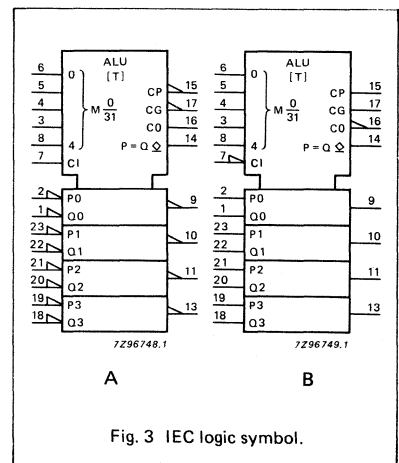 ALU
[T]
6
0
5
4
M 0/31
3
8
4
7
CI
CP
15
CG
17
C0
16
P = Q ◇
14
2
P0
1
Q0
9
23
P1
22
Q1
10
21
P2
20
Q2
11
19
P3
18
Q3
13
7Z96748.1
A
ALU
[T]
6
0
5
4
M 0/31
3
8
4
7
CI
CP
15
CG
17
C0
16
P = Q ◇
14
2
P0
1
Q0
9
23
P1
22
Q1
10
21
P2
20
Q2
11
19
P3
18
Q3
13
7Z96749.1
B
Fig. 3 IEC logic symbol.